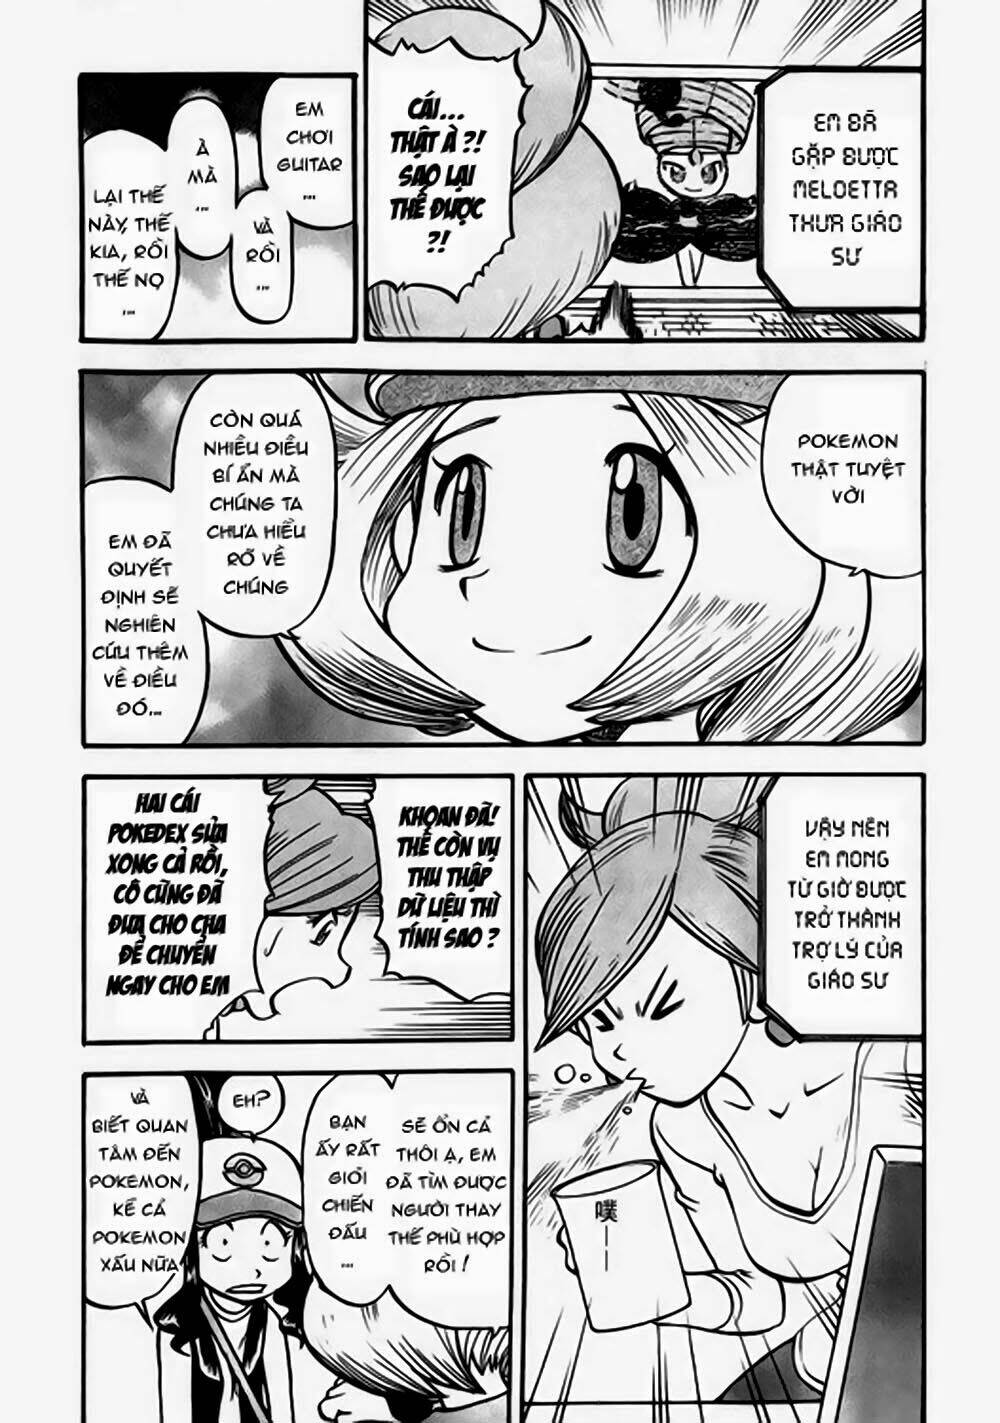 EM ĐÃ
GẶP ĐƯỢC
MELOETTA
THƯA GIÁO
SƯ
CÁI...
THẬT À ?!
SAO LẠI
THẾ ĐƯỢC
?!
EM
CHƠI
GUITAR
...
VÀ
RỒI
...
À
MÀ
...
LẠI THẾ
NÀY, THẾ
KIA, RỒI
THẾ NỌ
...
POKEMON
THẬT TUYỆT
VỜI
CÒN QUÁ
NHIỀU ĐIỀU
BÍ ẨN MÀ
CHÚNG TA
CHƯA HIỂU
RÕ VỀ
CHÚNG
EM ĐÃ
QUYẾT
ĐỊNH SẼ
NGHIÊN
CỨU THÊM
VỀ ĐIỀU
ĐÓ...
VẬY NÊN
EM MONG
TỪ GIỜ ĐƯỢC
TRỞ THÀNH
TRỢ LÝ CỦA
GIÁO SƯ
噗
——
KHOAN ĐÃ!
THẾ CÒN VỤ
THU THẬP
DỮ LIỆU THÌ
TÍNH SAO ?
HAI CÁI
POKEDEX SỬA
XONG CẢ RỒI,
CÔ CŨNG ĐÃ
ĐƯA CHO CHA
ĐỂ CHUYỂN
NGAY CHO EM
SẼ ỔN CẢ
THÔI Ạ, EM
ĐÃ TÌM ĐƯỢC
NGƯỜI THAY
THẾ PHÙ HỢP
RỒI !
BẠN
ẤY RẤT
GIỎI
CHIẾN
ĐẤU
...
EH?
VÀ
BIẾT QUAN
TÂM ĐẾN
POKEMON,
KỂ CẢ
POKEMON
XẤU NỮA